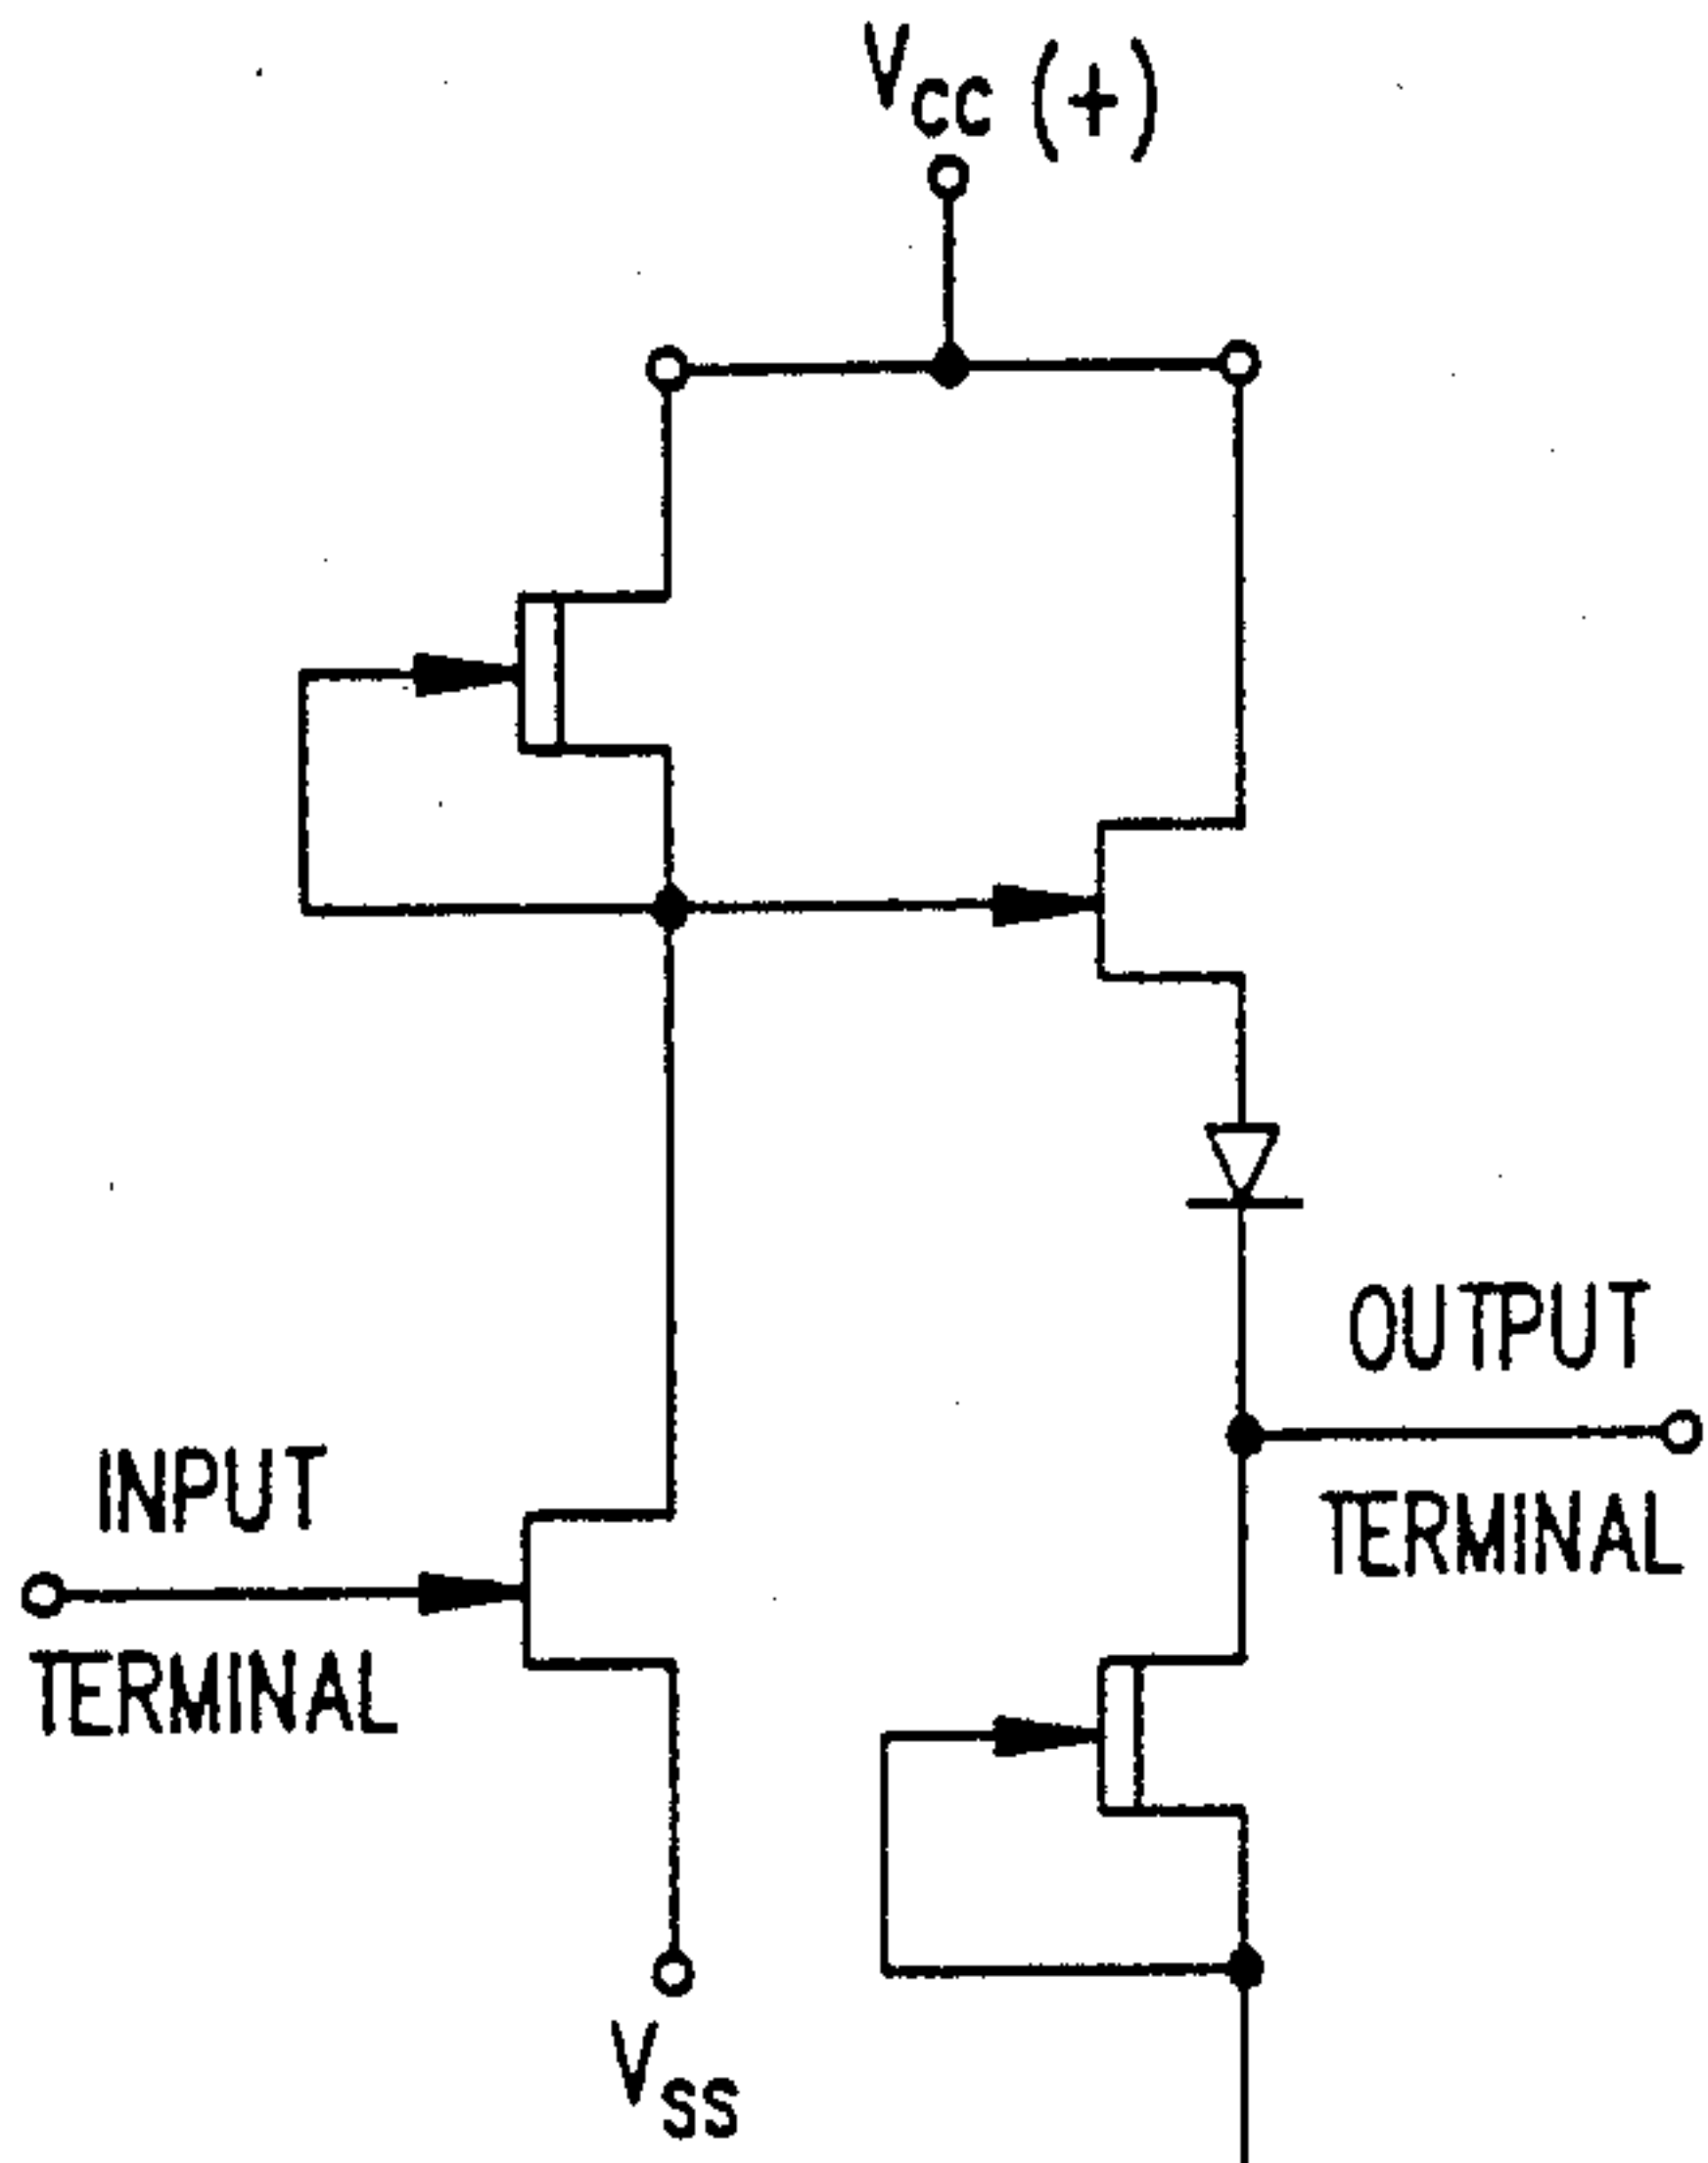 VCC (+)
OUTPUT
TERMINAL
INPUT
TERMINAL
VSS